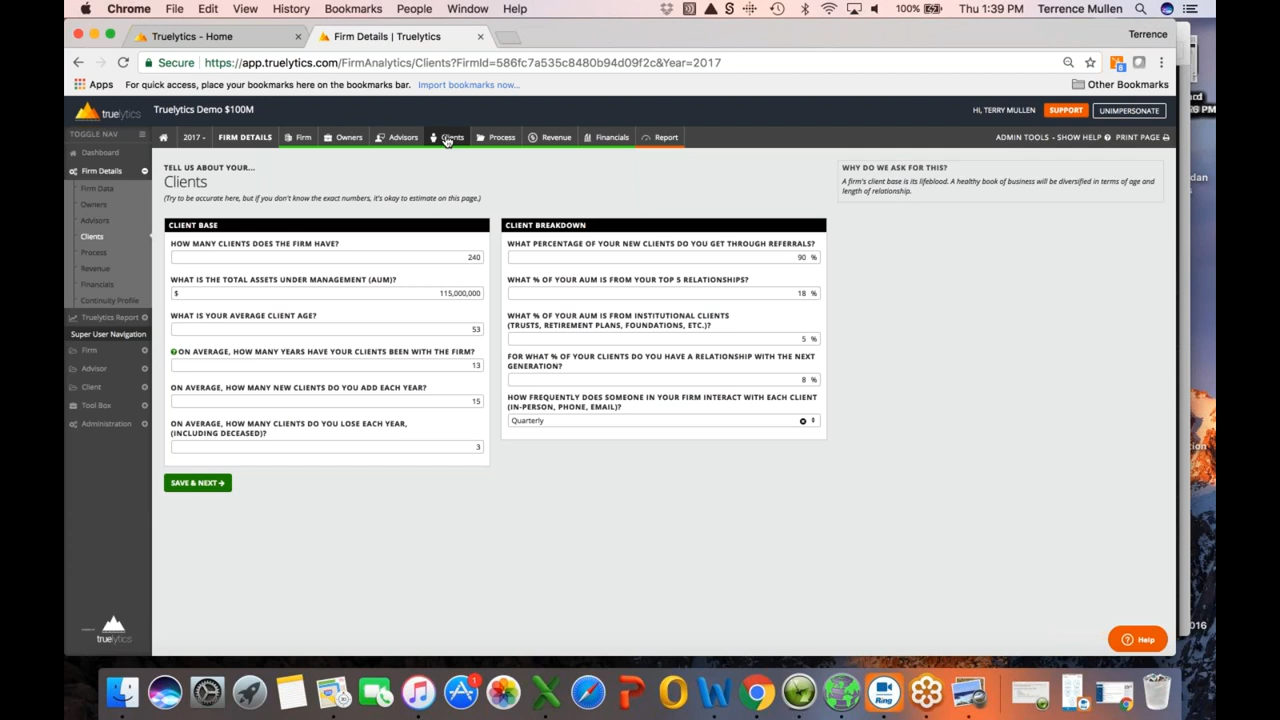 Chrome File Edit View History Bookmarks People Window Help
100% Thu 1:39 PM Terrence Mullen
Truelytics - Home
Firm Details | Truelytics
Terrence
Secure https://app.truelytics.com/FirmAnalytics/Clients?FirmId=586fc7a535c8480b94d09f2c&Year=2017
Apps For quick access, place your bookmarks here on the bookmarks bar. Import bookmarks now... Other Bookmarks
truelytics
Truelytics Demo $100M
HI, TERRY MULLEN SUPPORT UNIMPERSONATE
TOGGLE NAV
2017 FIRM DETAILS Firm Owners Advisors Clients Process Revenue Financials Report
ADMIN TOOLS - SHOW HELP PRINT PAGE
Dashboard
Firm Details
Firm Data
Owners
Advisors
Clients
Process
Revenue
Financials
Continuity Profile
Truelytics Report
Super User Navigation
Firm
Advisor
Client
Tool Box
Administration
truelytics
TELL US ABOUT YOUR...
Clients
(Try to be accurate here, but if you don't know the exact numbers, it's okay to estimate on this page.)
CLIENT BASE
HOW MANY CLIENTS DOES THE FIRM HAVE?
240
WHAT IS THE TOTAL ASSETS UNDER MANAGEMENT (AUM)?
$ 115,000,000
WHAT IS YOUR AVERAGE CLIENT AGE?
53
ON AVERAGE, HOW MANY YEARS HAVE YOUR CLIENTS BEEN WITH THE FIRM?
13
ON AVERAGE, HOW MANY NEW CLIENTS DO YOU ADD EACH YEAR?
15
ON AVERAGE, HOW MANY CLIENTS DO YOU LOSE EACH YEAR,
(INCLUDING DECEASED)?
3
SAVE & NEXT
CLIENT BREAKDOWN
WHAT PERCENTAGE OF YOUR NEW CLIENTS DO YOU GET THROUGH REFERRALS?
90 %
WHAT % OF YOUR AUM IS FROM YOUR TOP 5 RELATIONSHIPS?
18 %
WHAT % OF YOUR AUM IS FROM INSTITUTIONAL CLIENTS
(TRUSTS, RETIREMENT PLANS, FOUNDATIONS, ETC.)?
5 %
FOR WHAT % OF YOUR CLIENTS DO YOU HAVE A RELATIONSHIP WITH THE NEXT
GENERATION?
8 %
HOW FREQUENTLY DOES SOMEONE IN YOUR FIRM INTERACT WITH EACH CLIENT
(IN-PERSON, PHONE, EMAIL)?
Quarterly
WHY DO WE ASK FOR THIS?
A firm's client base is its lifeblood. A healthy book of business will be diversified in terms of age and
length of relationship.
Help
Ring